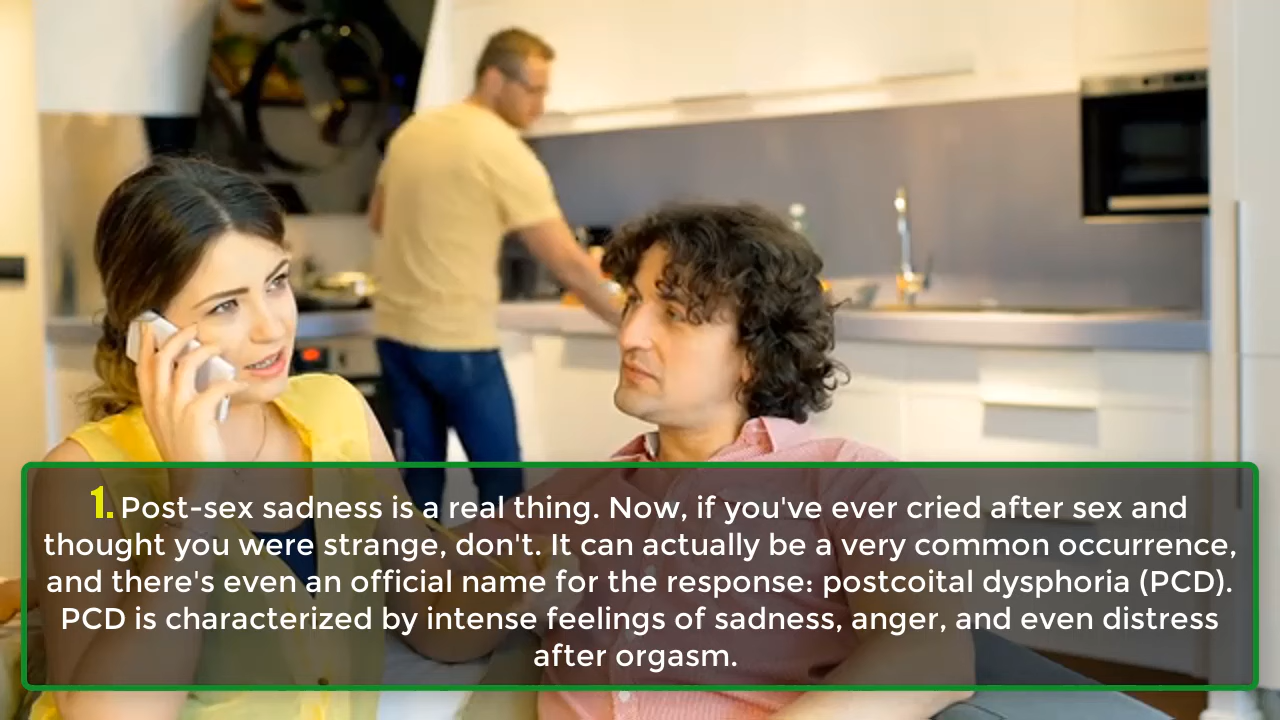 1. Post-sex sadness is a real thing. Now, if you've ever cried after sex and
thought you were strange, don't. It can actually be a very common occurrence,
and there's even an official name for the response: postcoital dysphoria (PCD).
PCD is characterized by intense feelings of sadness, anger, and even distress
after orgasm.